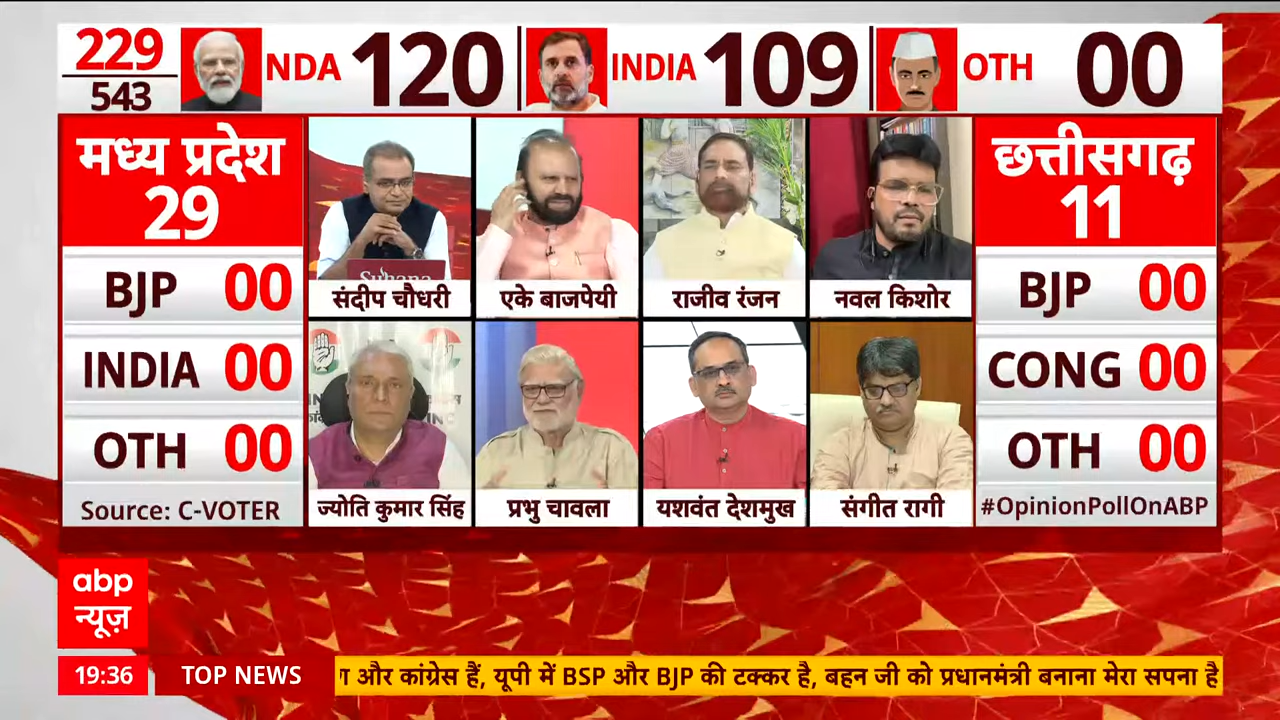 229
543
NDA 120
INDIA 109
OTH 00
मध्य प्रदेश
29
BJP 00
INDIA 00
OTH 00
Source: C-VOTER
Suhana
संदीप चौधरी
एके बाजपेयी
राजीव रंजन
नवल किशोर
ज्योति कुमार सिंह
प्रभु चावला
यशवंत देशमुख
संगीत रागी
छत्तीसगढ़
11
BJP 00
CONG 00
OTH 00
#OpinionPollOnABP
abp
न्यूज़
19:36 TOP NEWS और कांग्रेस हैं, यूपी में BSP और BJP की टक्कर है, बहन जी को प्रधानमंत्री बनाना मेरा सपना है